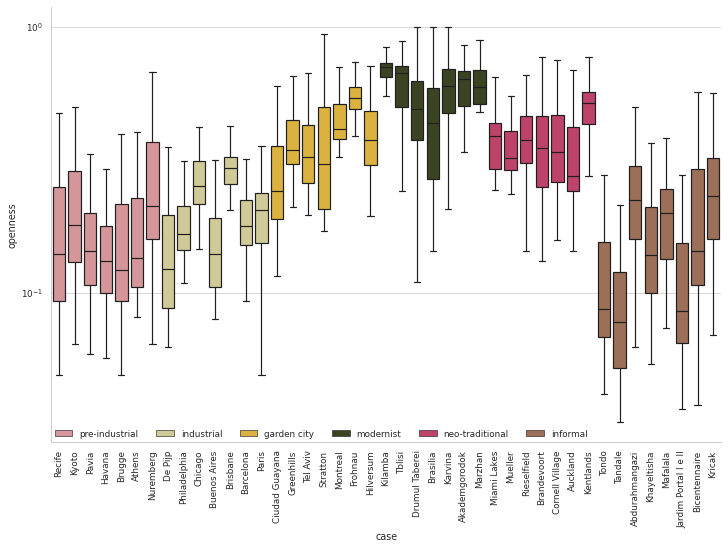 10⁰
openness
10⁻¹
pre-industrial
industrial
garden city
modernist
neo-traditional
informal
Recife
Kyoto
Pavia
Havana
Brugge
Athens
Nuremberg
De Pijp
Philadelphia
Chicago
Buenos Aires
Brisbane
Barcelona
Paris
Ciudad Guayana
Greenhills
Tel Aviv
Stratton
Montreal
Frohnau
Hilversum
Kilamba
Tblisi
Drumul Taberei
Brasilia
Karvina
Akademgorodok
Marzhan
Miami Lakes
Mueller
Rieselfield
Brandevoort
Cornell Village
Auckland
Kentlands
Tondo
Tandale
Abdurahmangazi
Khayelitsha
Mafalala
Jardim Portal I e II
Bicentennaire
Kricak
case